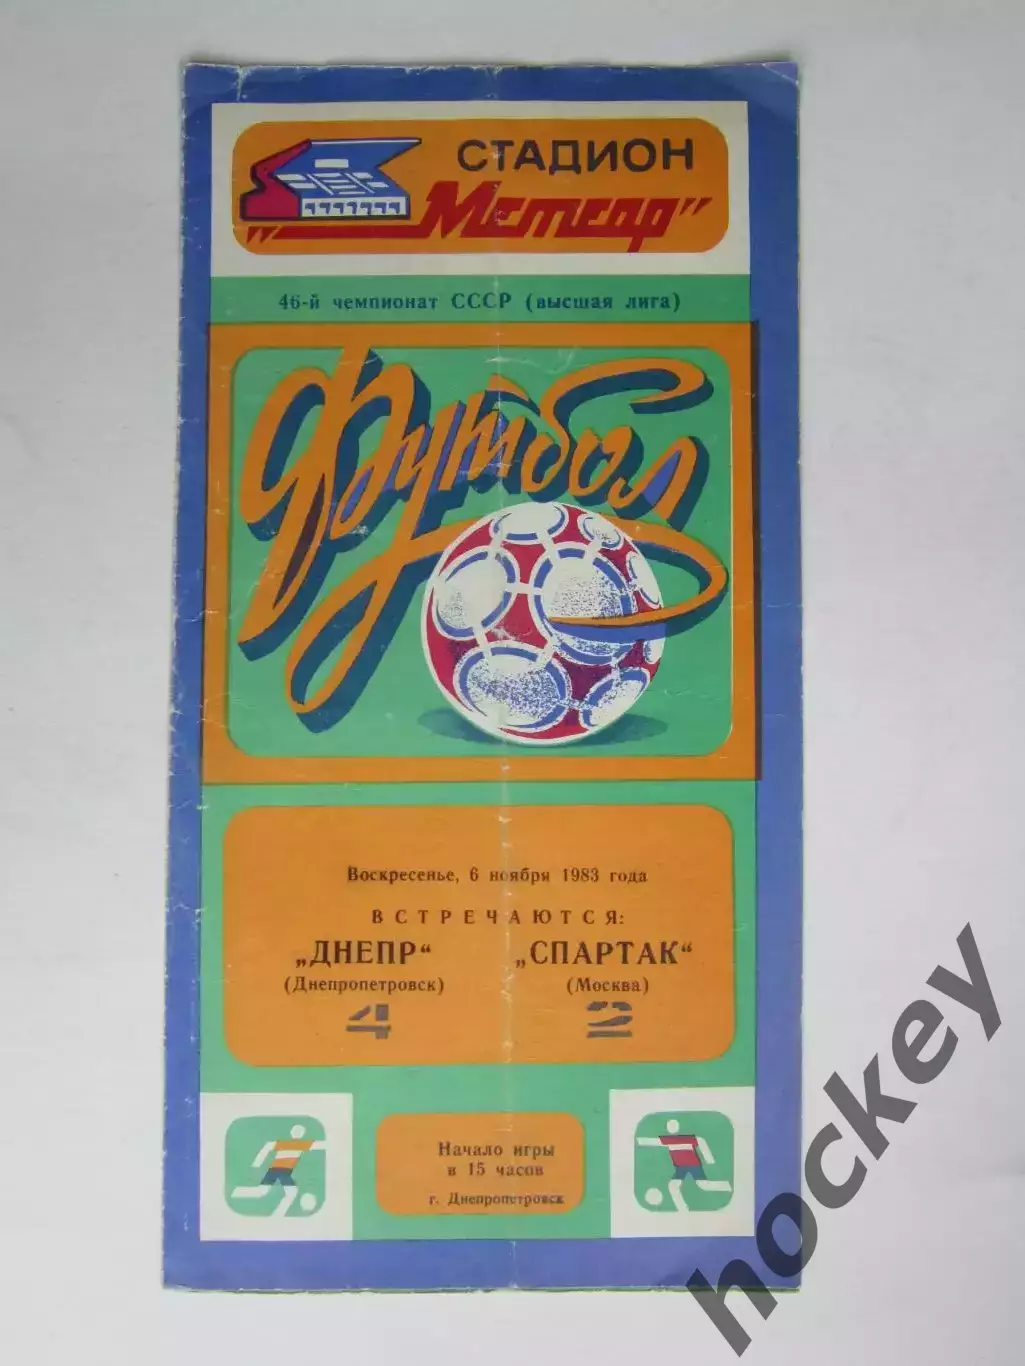 СТАДИОН
„Метеор"
46-й чемпионат СССР (высшая лига)
Футбол
Воскресенье, 6 ноября 1983 года
ВСТРЕЧАЮТСЯ:
„ДНЕПР“ „СПАРТАК“
(Днепропетровск) (Москва)
4 2
Начало игры
в 15 часов
г. Днепропетровск
hockey